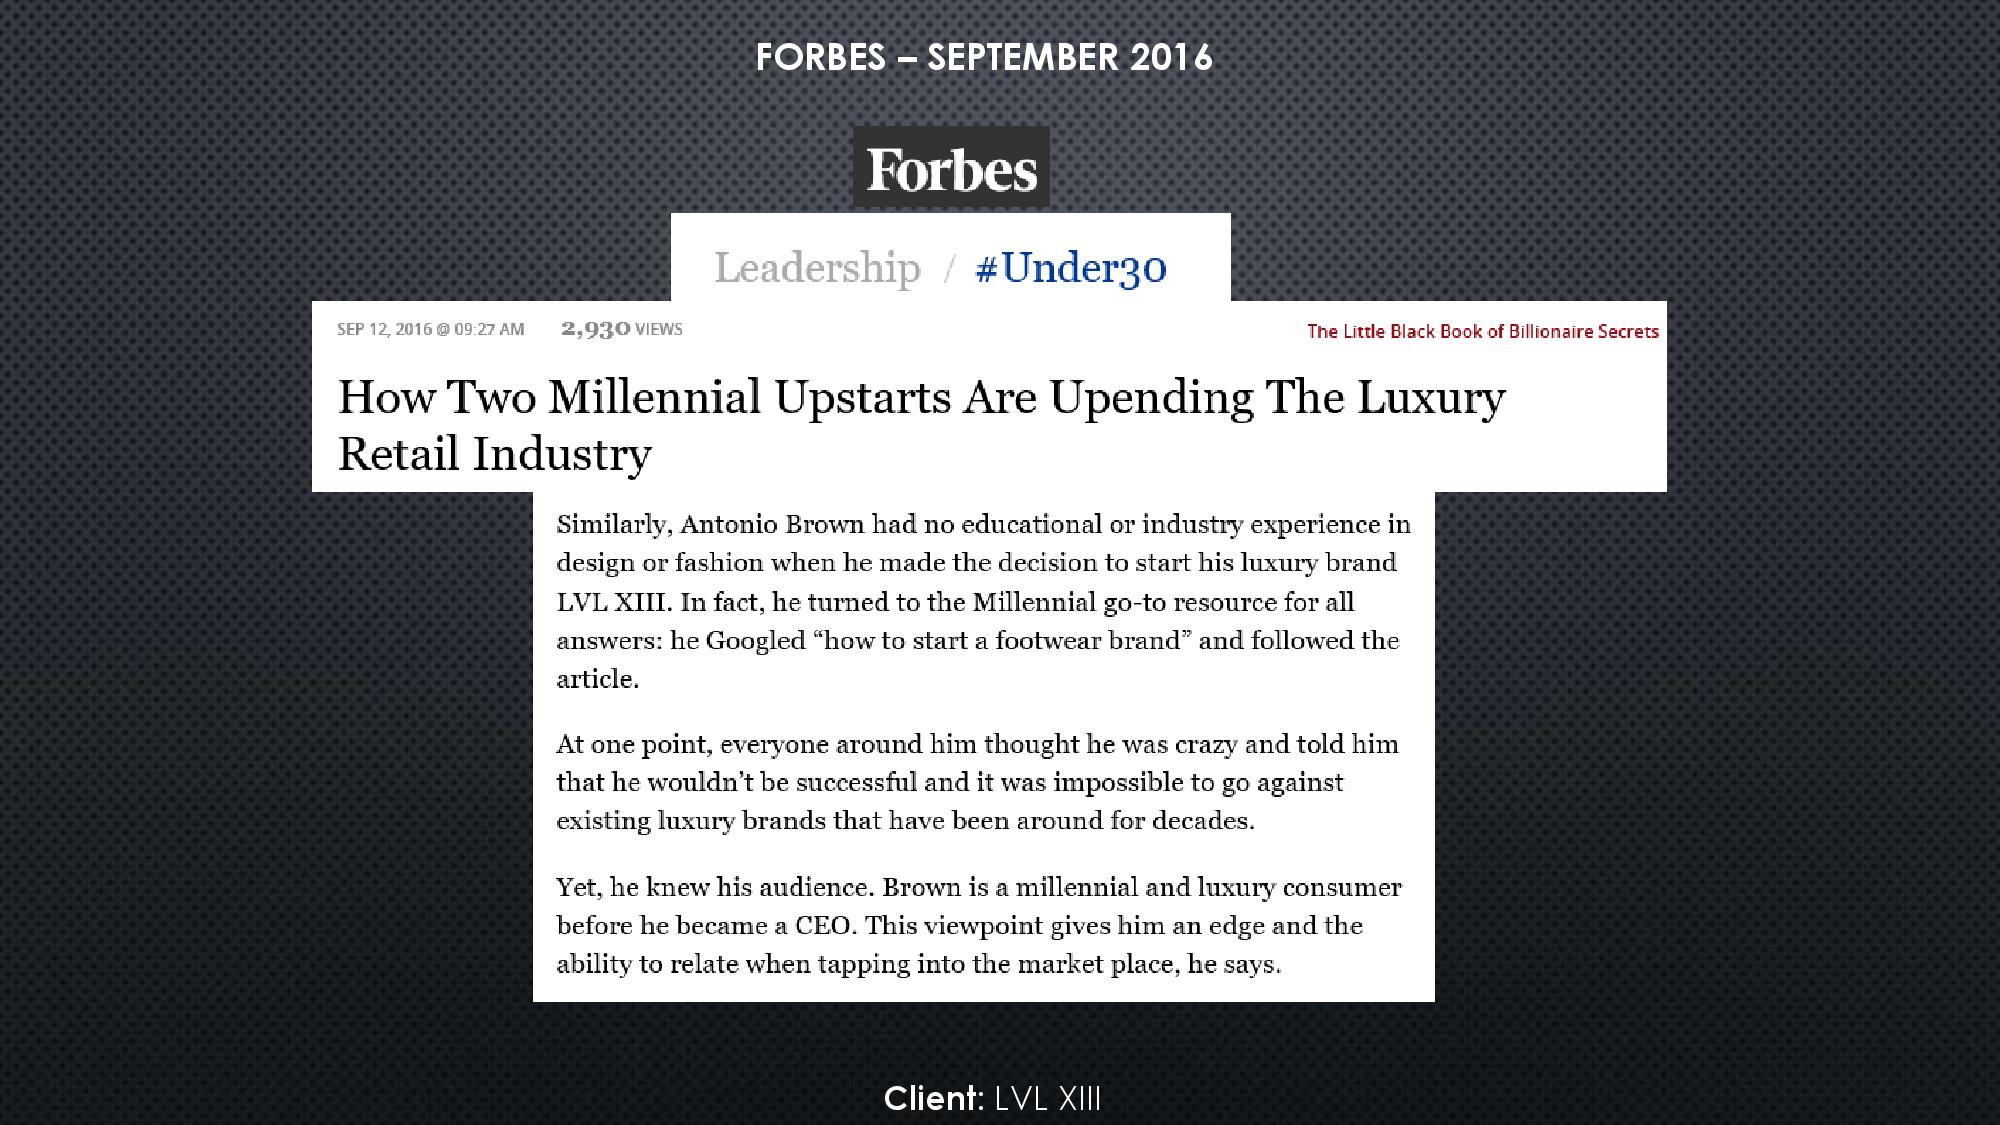 FORBES – SEPTEMBER 2016
Forbes
Leadership / #Under30
SEP 12, 2016 @ 09:27 AM 2,930 VIEWS The Little Black Book of Billionaire Secrets
How Two Millennial Upstarts Are Upending The Luxury
Retail Industry
Similarly, Antonio Brown had no educational or industry experience in
design or fashion when he made the decision to start his luxury brand
LVL XIII. In fact, he turned to the Millennial go-to resource for all
answers: he Googled “how to start a footwear brand” and followed the
article.
At one point, everyone around him thought he was crazy and told him
that he wouldn’t be successful and it was impossible to go against
existing luxury brands that have been around for decades.
Yet, he knew his audience. Brown is a millennial and luxury consumer
before he became a CEO. This viewpoint gives him an edge and the
ability to relate when tapping into the market place, he says.
Client: LVL XIII